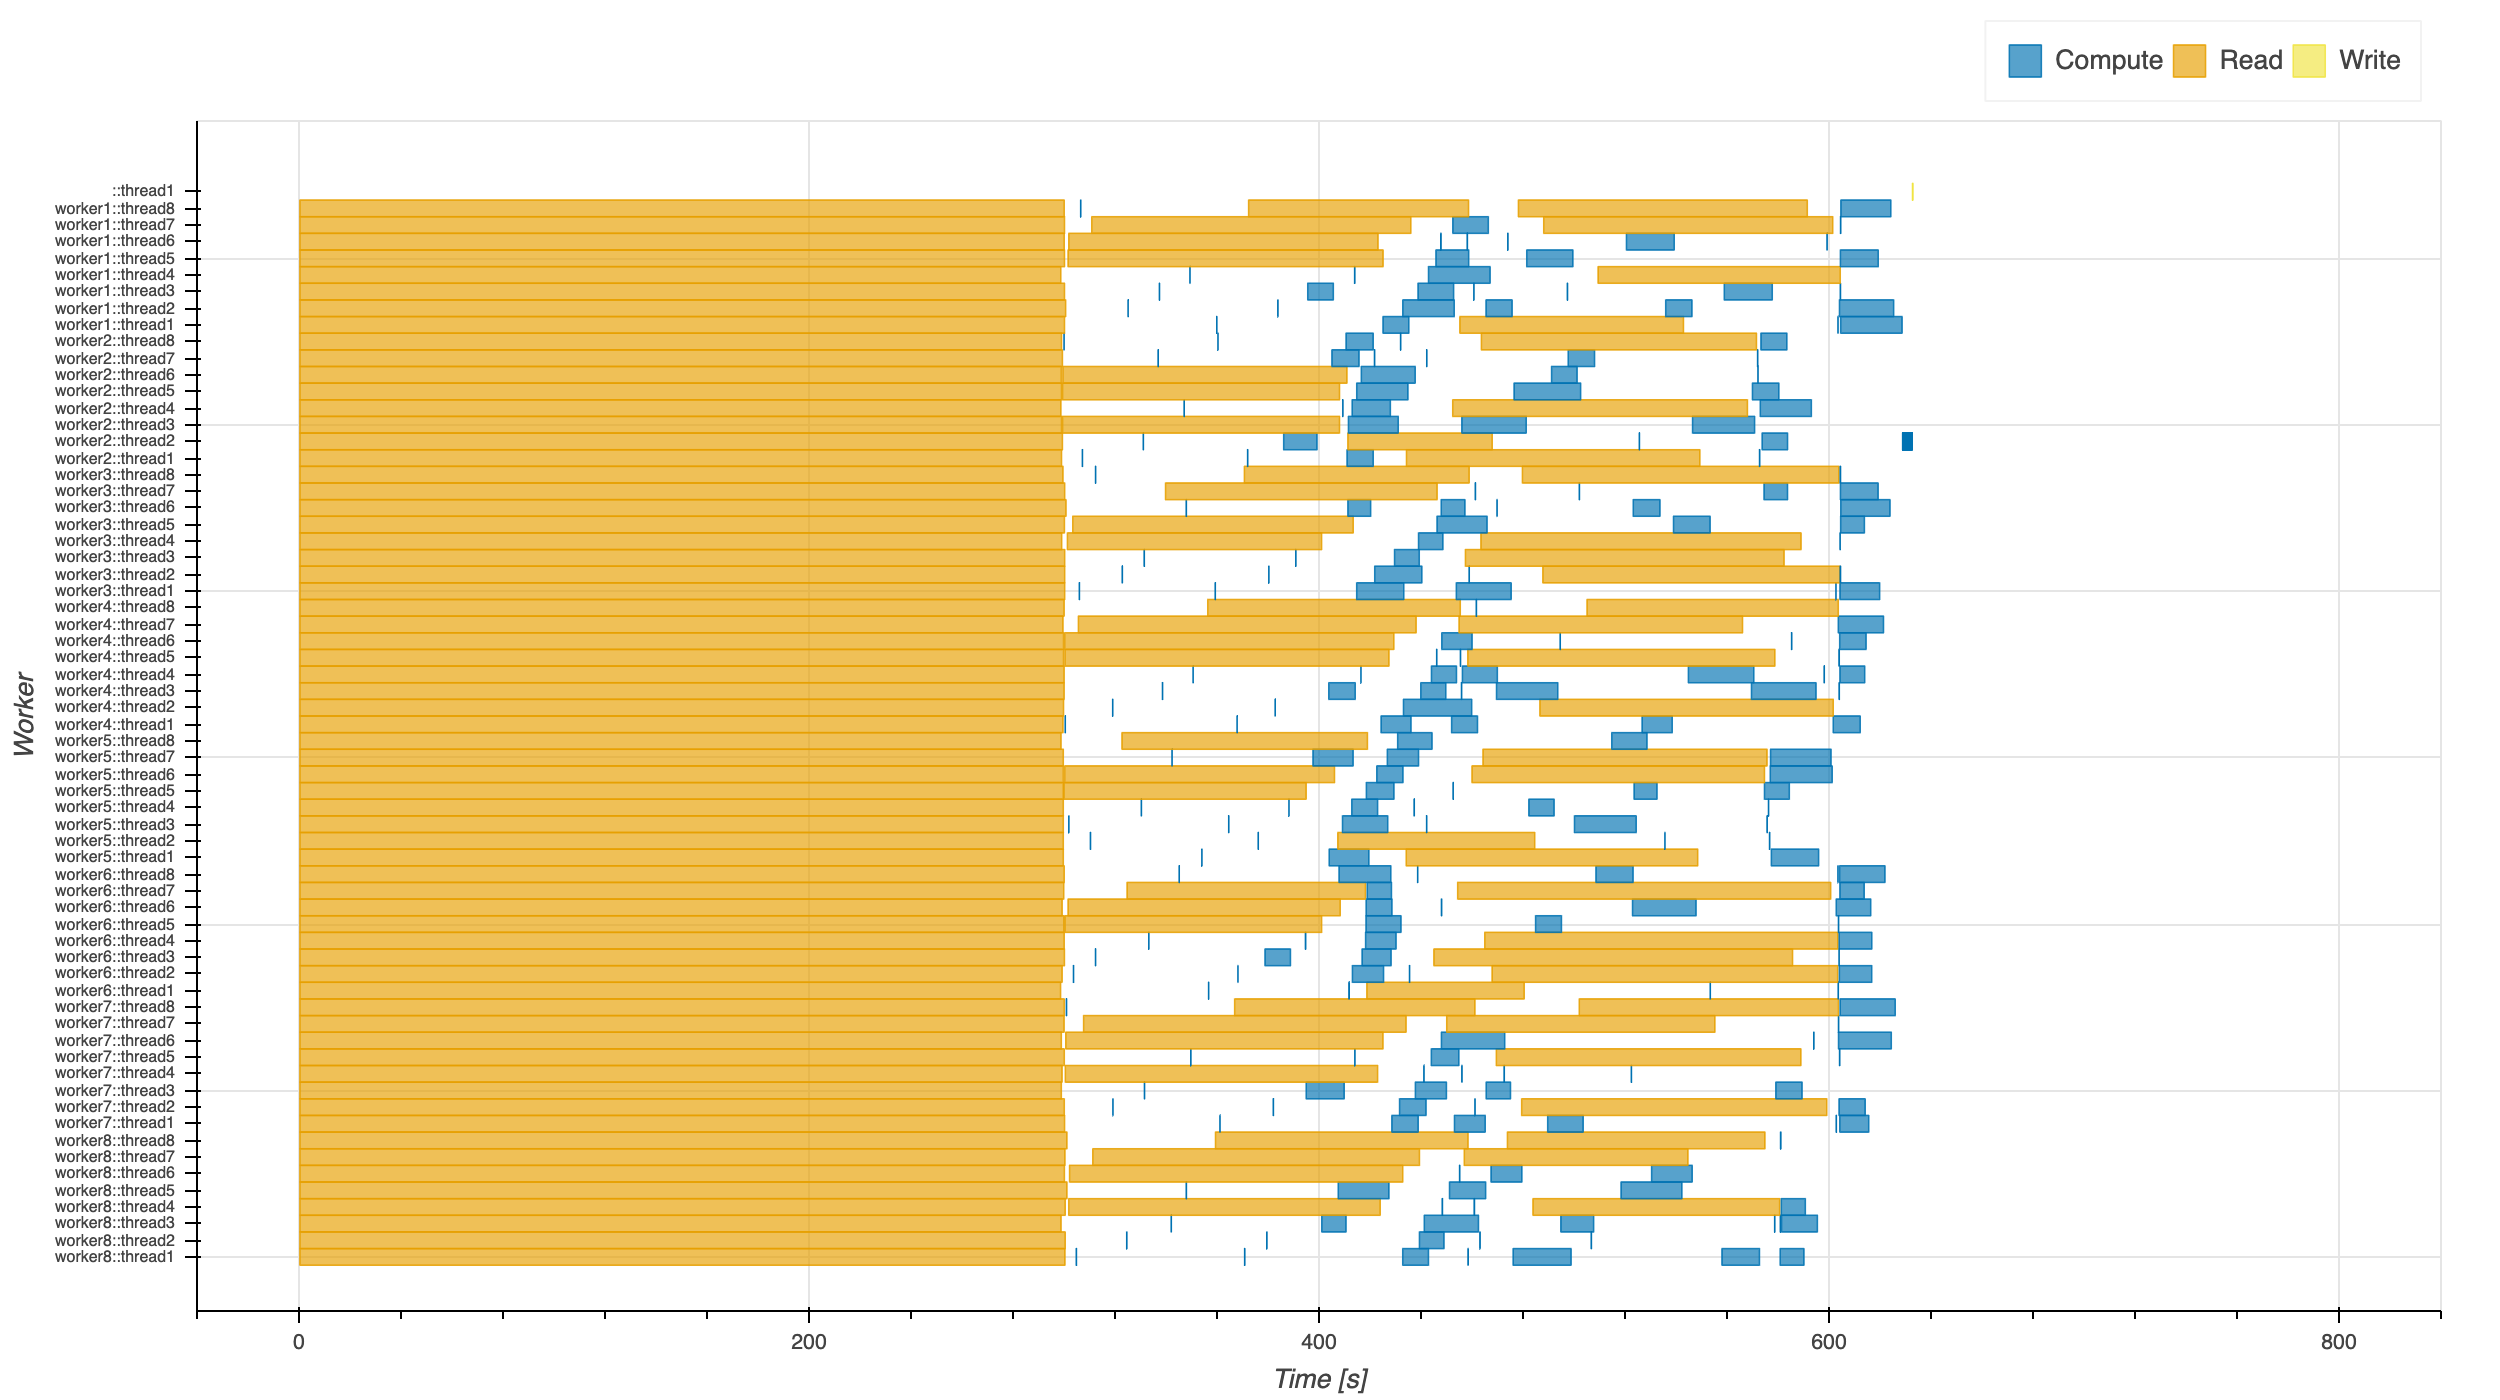 Compute Read Write
::thread1
worker1::thread8
worker1::thread7
worker1::thread6
worker1::thread5
worker1::thread4
worker1::thread3
worker1::thread2
worker1::thread1
worker2::thread8
worker2::thread7
worker2::thread6
worker2::thread5
worker2::thread4
worker2::thread3
worker2::thread2
worker2::thread1
worker3::thread8
worker3::thread7
worker3::thread6
worker3::thread5
worker3::thread4
worker3::thread3
worker3::thread2
worker3::thread1
worker4::thread8
worker4::thread7
worker4::thread6
worker4::thread5
worker4::thread4
worker4::thread3
worker4::thread2
worker4::thread1
worker5::thread8
worker5::thread7
worker5::thread6
worker5::thread5
worker5::thread4
worker5::thread3
worker5::thread2
worker5::thread1
worker6::thread8
worker6::thread7
worker6::thread6
worker6::thread5
worker6::thread4
worker6::thread3
worker6::thread2
worker6::thread1
worker7::thread8
worker7::thread7
worker7::thread6
worker7::thread5
worker7::thread4
worker7::thread3
worker7::thread2
worker7::thread1
worker8::thread8
worker8::thread7
worker8::thread6
worker8::thread5
worker8::thread4
worker8::thread3
worker8::thread2
worker8::thread1
Worker
0 200 400 600 800
Time [s]